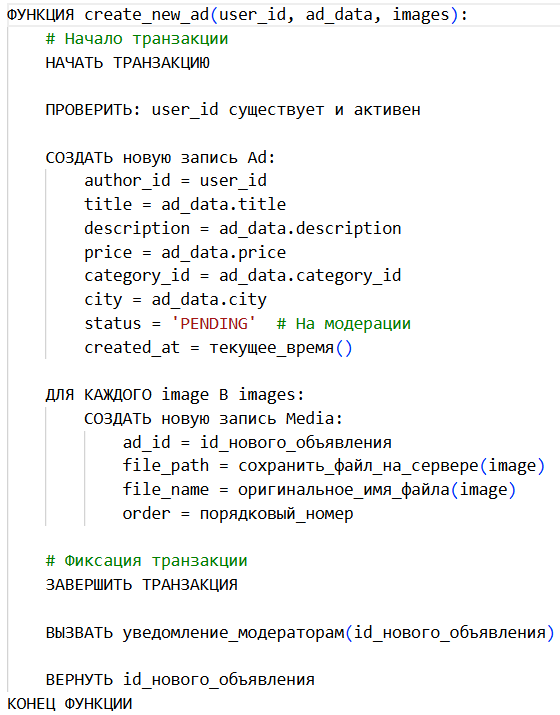 ФУНКЦИЯ create_new_ad(user_id, ad_data, images):
# Начало транзакции
НАЧАТЬ ТРАНЗАКЦИЮ
ПРОВЕРИТЬ: user_id существует и активен
СОЗДАТЬ новую запись Ad:
author_id = user_id
title = ad_data.title
description = ad_data.description
price = ad_data.price
category_id = ad_data.category_id
city = ad_data.city
status = 'PENDING'  # На модерации
created_at = текущее_время()
ДЛЯ КАЖДОГО image В images:
СОЗДАТЬ новую запись Media:
ad_id = id_нового_объявления
file_path = сохранить_файл_на_сервере(image)
file_name = оригинальное_имя_файла(image)
order = порядковый_номер
# Фиксация транзакции
ЗАВЕРШИТЬ ТРАНЗАКЦИЯ
ВЫЗВАТЬ уведомление_модераторам(id_нового_объявления)
ВЕРНУТЬ id_нового_объявления
КОНЕЦ ФУНКЦИИ